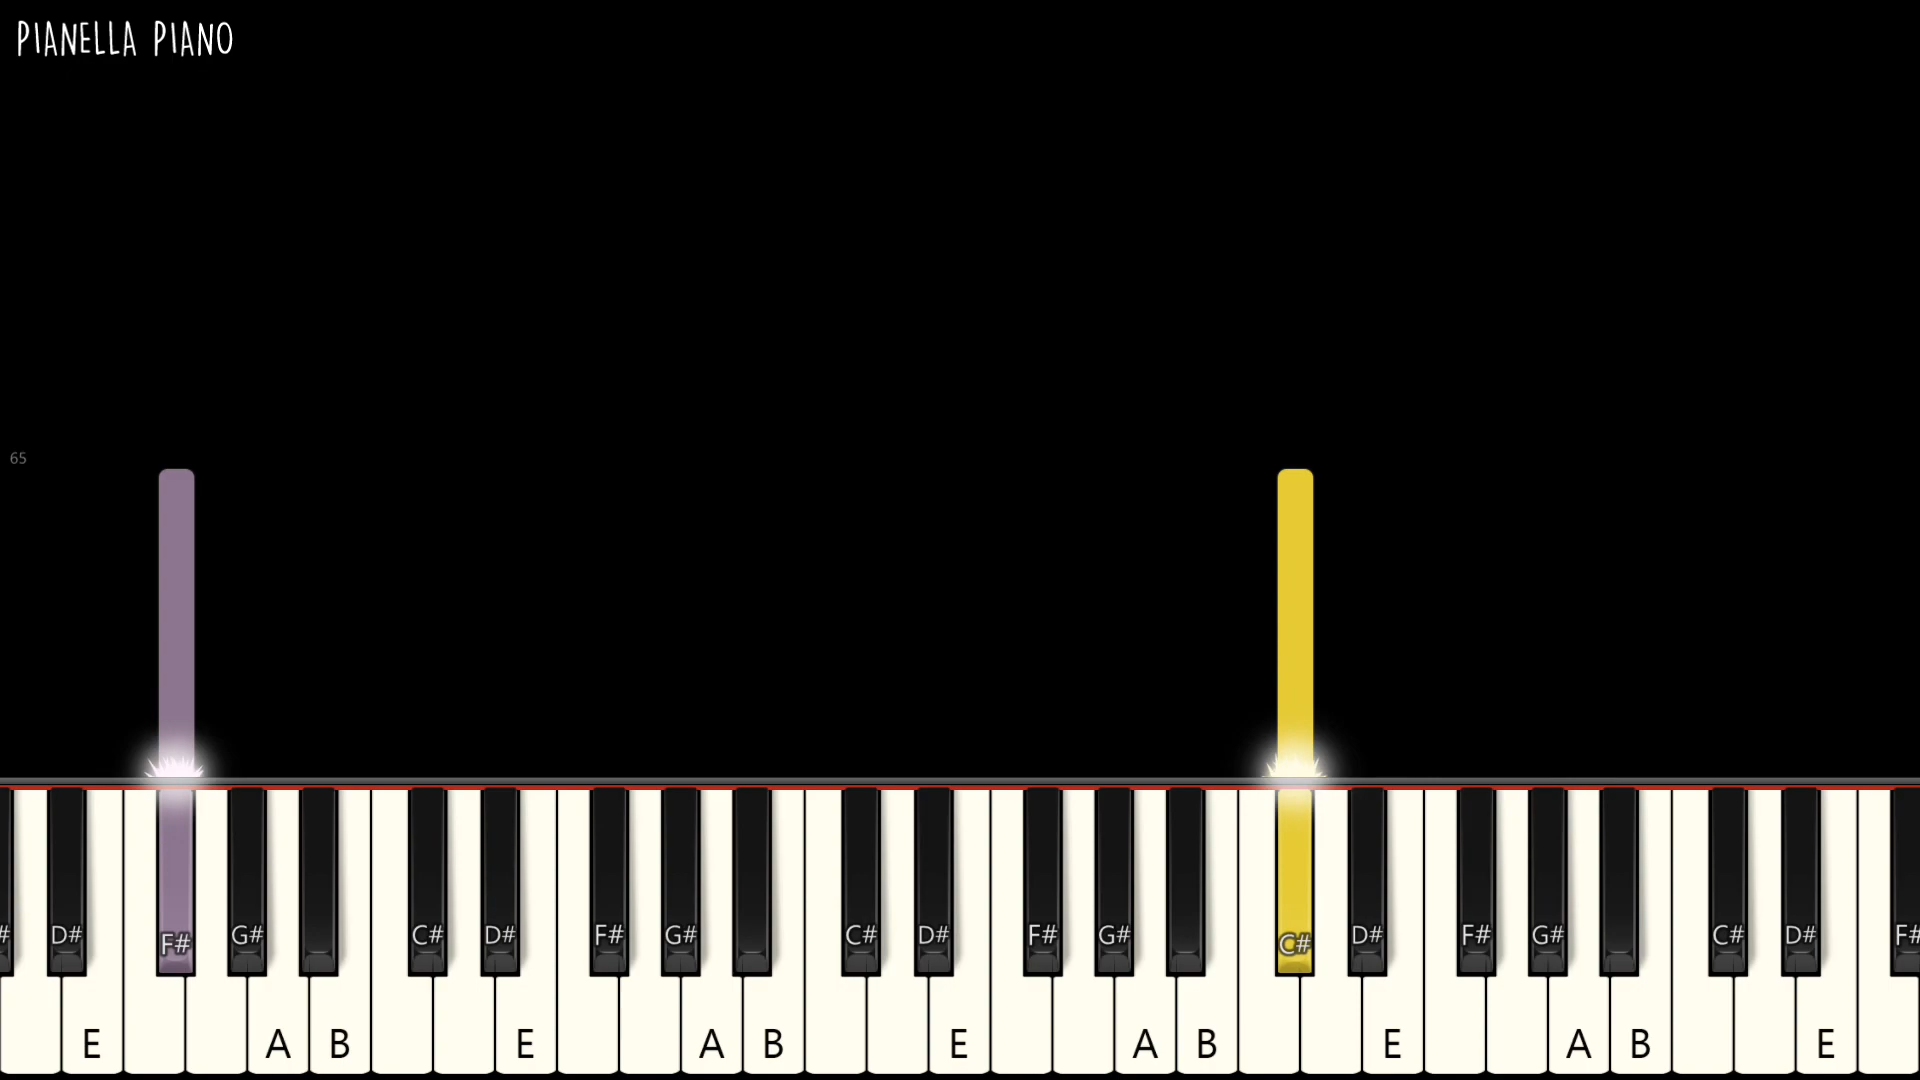 PIANELLA PIANO
65
# D# F# G# C# D# F# G# C# D# F# G# C# D# F# G# C# D# F#
E A B E A B E A B E A B E